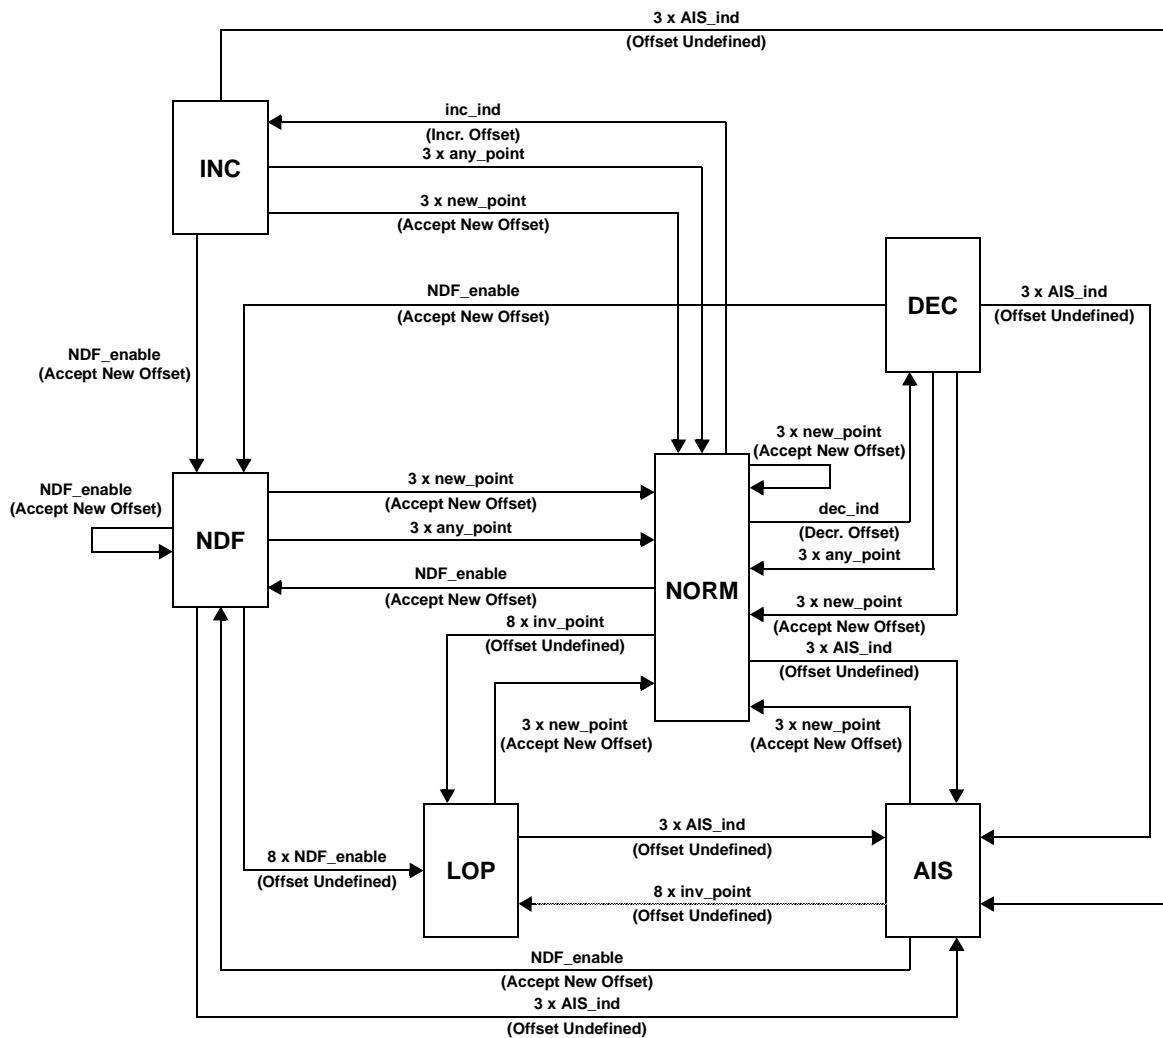 3 x AIS_ind
(Offset Undefined)
inc_ind
(Incr. Offset)
3 x any_point
INC
3 x new_point
(Accept New Offset)
NDF_enable
(Accept New Offset)
DEC
3 x AIS_ind
(Offset Undefined)
NDF_enable
(Accept New Offset)
3 x new_point
(Accept New Offset)
NDF_enable
(Accept New Offset)
NDF
3 x new_point
(Accept New Offset)
3 x any_point
NDF_enable
(Accept New Offset)
NORM
dec_ind
(Decr. Offset)
3 x any_point
3 x new_point
(Accept New Offset)
8 x inv_point
(Offset Undefined)
3 x AIS_ind
(Offset Undefined)
3 x new_point
(Accept New Offset)
3 x new_point
(Accept New Offset)
8 x NDF_enable
(Offset Undefined)
LOP
3 x AIS_ind
(Offset Undefined)
8 x inv_point
(Offset Undefined)
AIS
NDF_enable
(Accept New Offset)
3 x AIS_ind
(Offset Undefined)